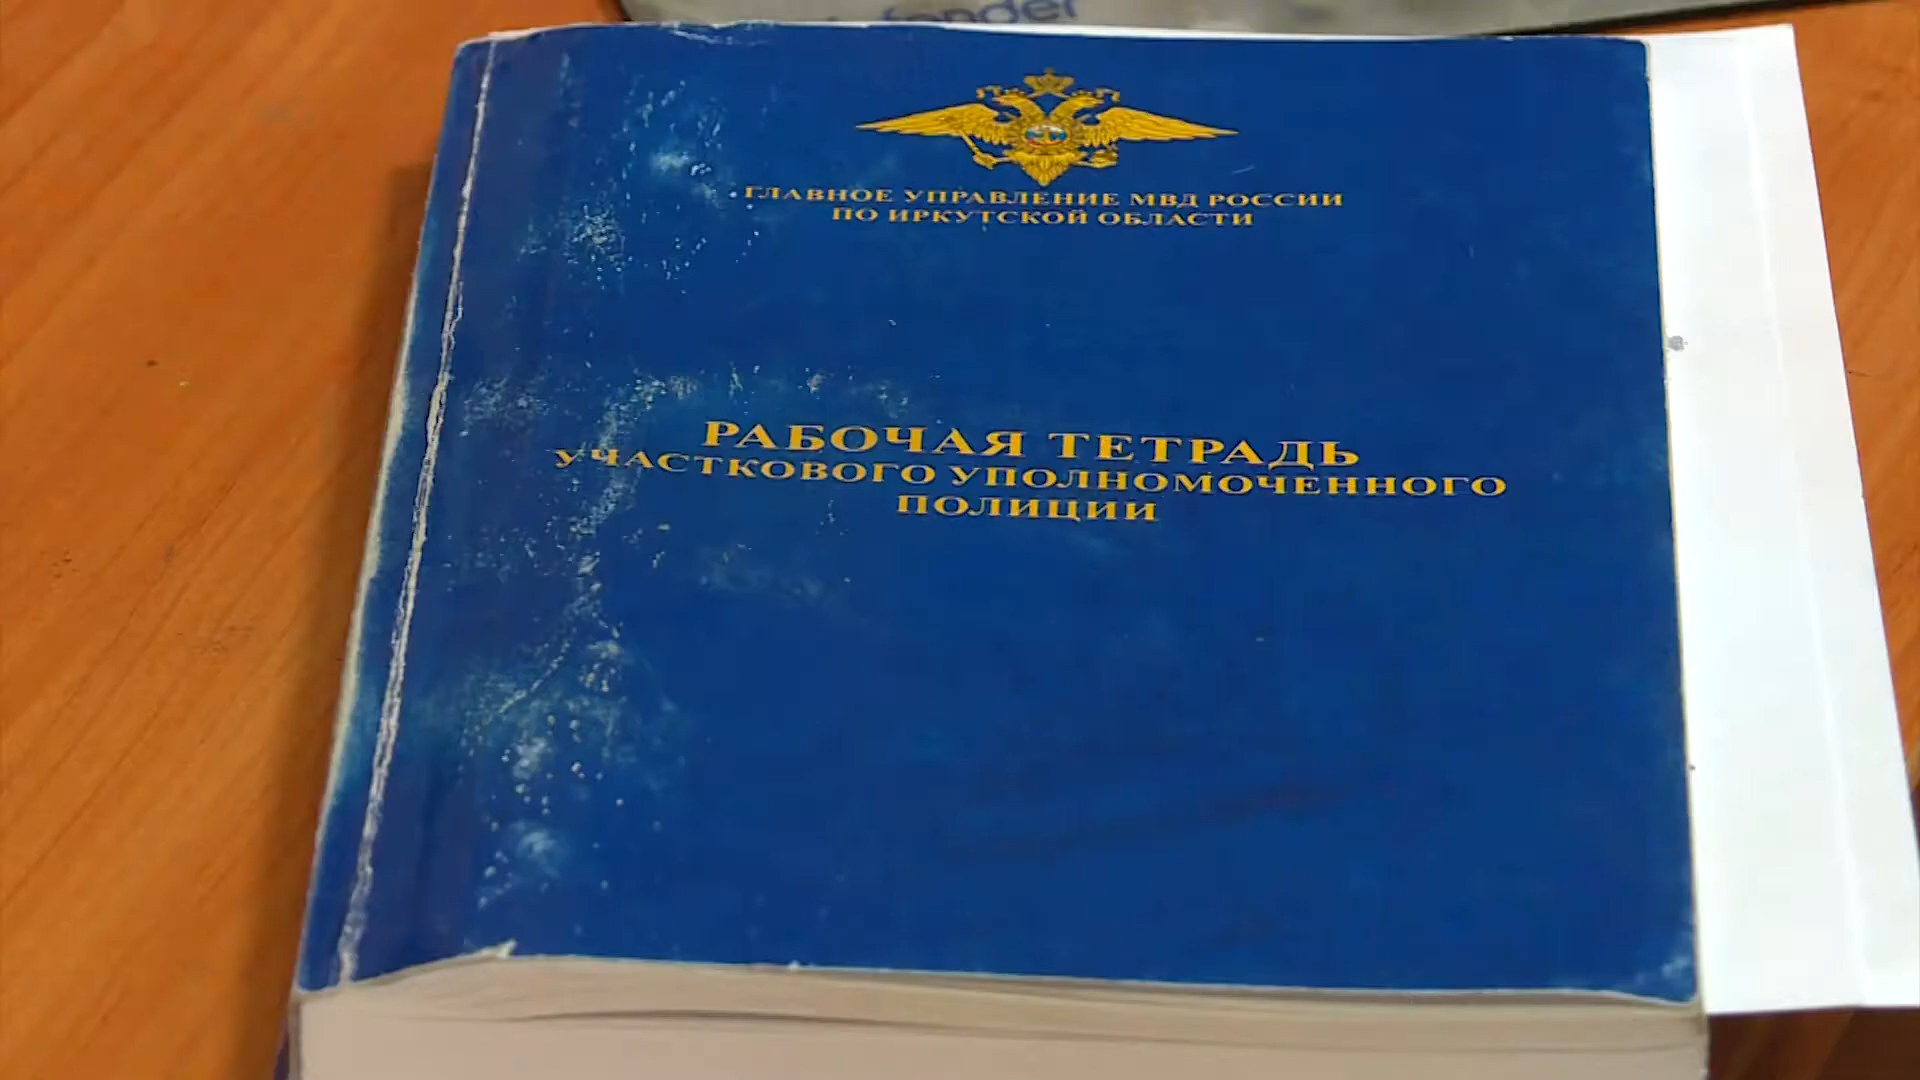 ГЛАВНОЕ УПРАВЛЕНИЕ МВД РОССИИ
ПО ИРКУТСКОЙ ОБЛАСТИ
РАБОЧАЯ ТЕТРАДЬ
УЧАСТКОВОГО УПОЛНОМОЧЕННОГО
ПОЛИЦИИ